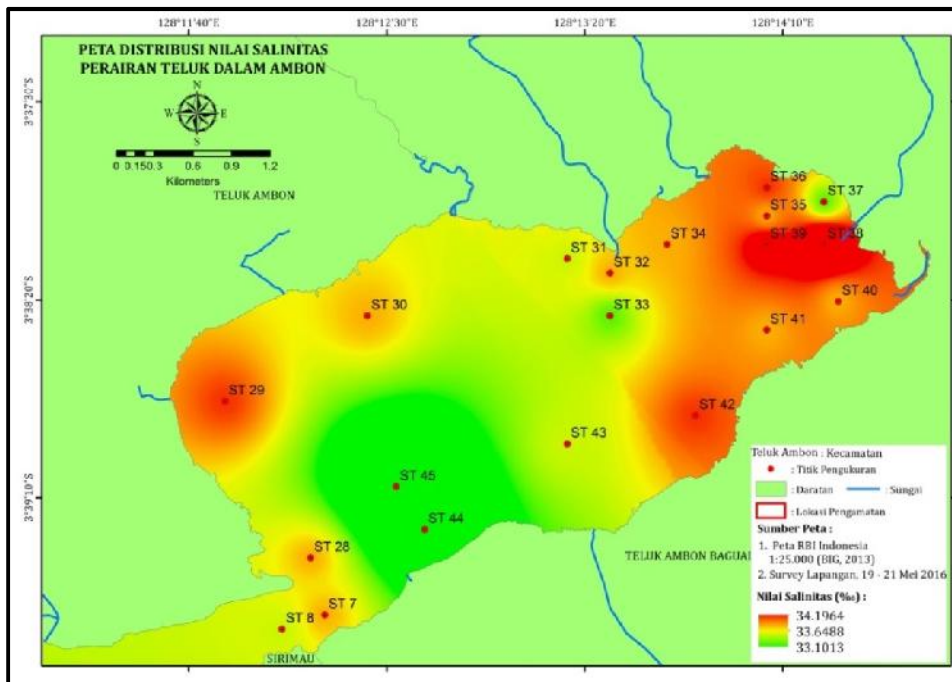 128°11'40"E 128°12'30"E 128°13'20"E 128°14'10"E
PETA DISTRIBUSI NILAI SALINITAS
PERAIRAN TELUK DALAM AMBON
N
W E
S
0 0.15 0.3 0.6 0.9 1.2
Kilometers
TELUK AMBON
3°37'30"S
3°38'20"S
3°39'10"S
ST 36
ST 37
ST 35
ST 34
ST 39
ST 38
ST 31
ST 32
ST 40
ST 30
ST 33
ST 41
ST 29
ST 42
ST 43
ST 45
ST 44
ST 28
ST 7
ST 8
SIRIMAU
TELUK AMBON BAGUA
Teluk Ambon : Kecamatan
: Titik Pengukuran
: Daratan : Sungai
: Lokasi Pengamatan
Sumber Peta :
1. Peta RBI Indonesia
1:25.000 (BIG, 2013)
2. Survey Lapangan, 19 - 21 Mei 2016
Nilai Salinitas (‰) :
34.1964
33.6488
33.1013